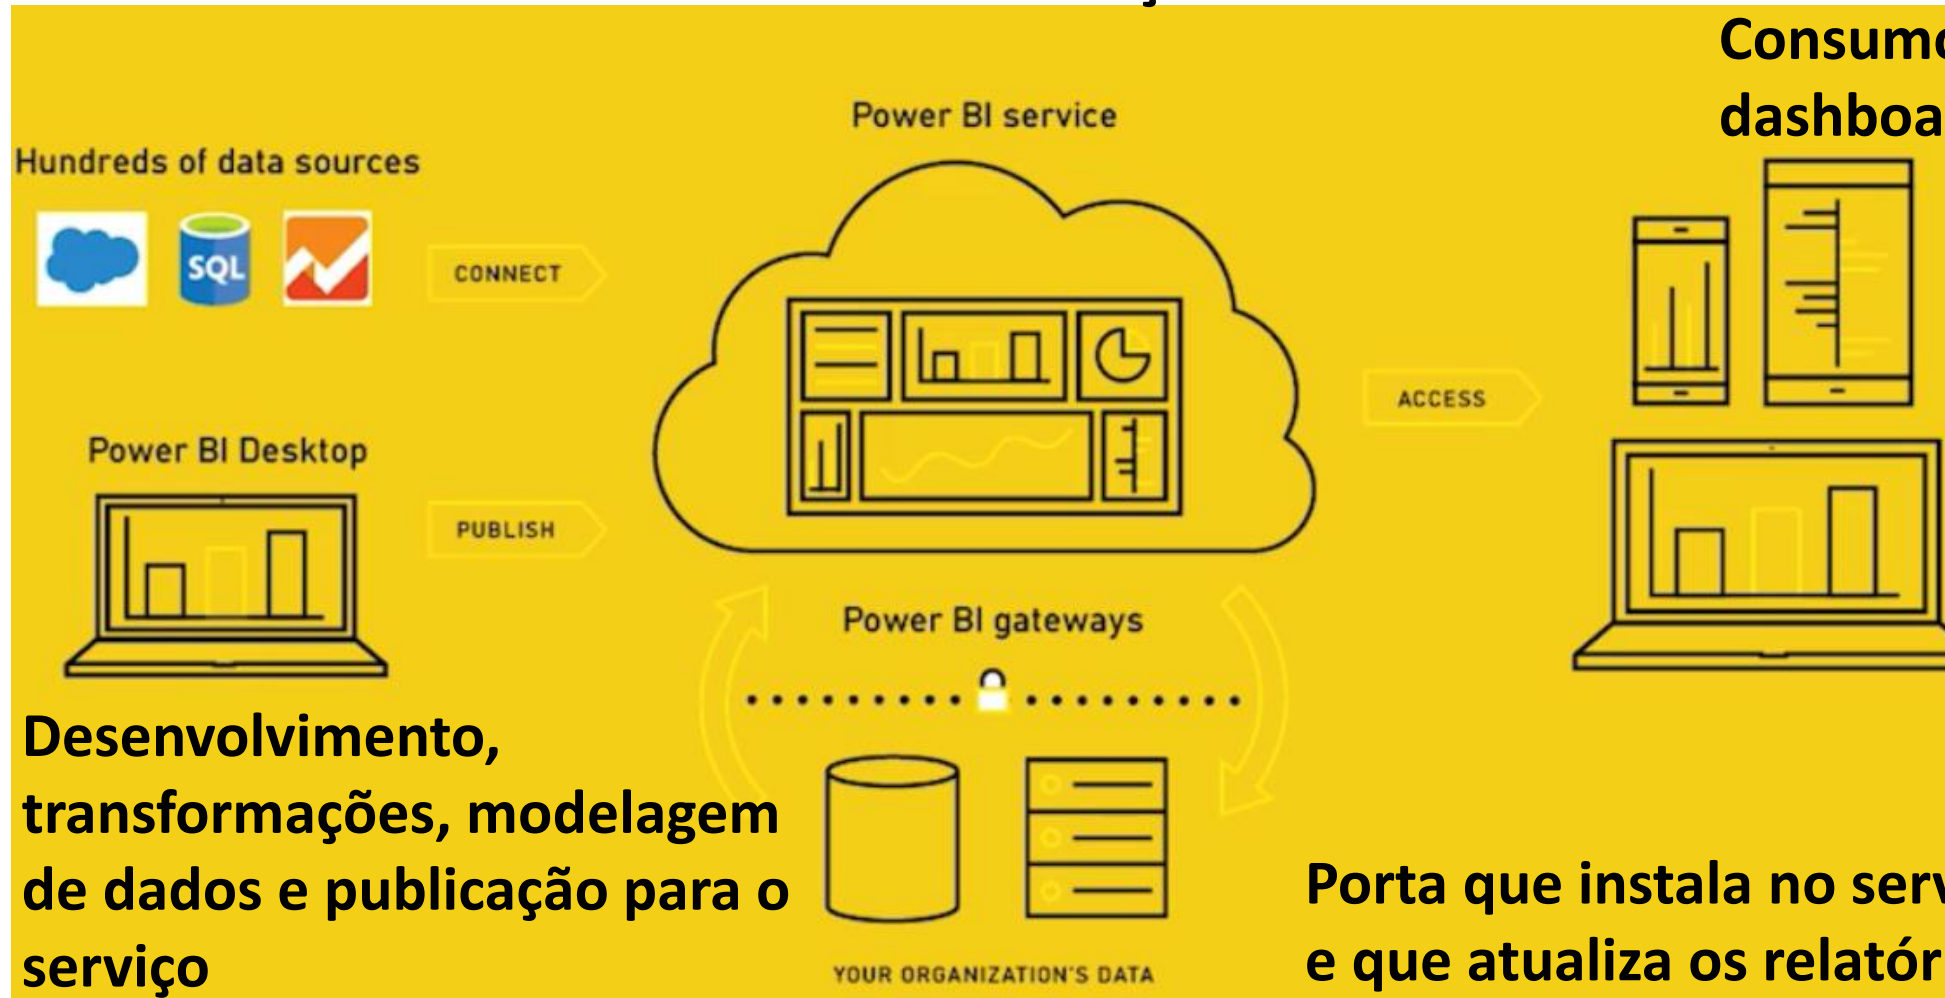 Consumo
dashboa
Power BI service
Hundreds of data sources
SQL
CONNECT
ACCESS
Power BI Desktop
PUBLISH
Power BI gateways
Desenvolvimento,
transformações, modelagem
de dados e publicação para o
serviço
YOUR ORGANIZATION'S DATA
Porta que instala no serv
e que atualiza os relatór